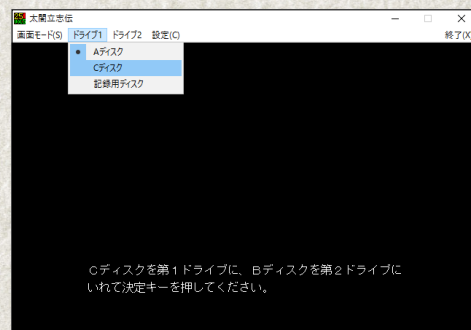 太閤立志伝
画面モード(S) ドライブ1 ドライブ2 設定(C) 終了(X)
Aディスク
Cディスク
記録用ディスク
Cディスクを第1ドライブに、Bディスクを第2ドライブに
いれて決定キーを押してください。